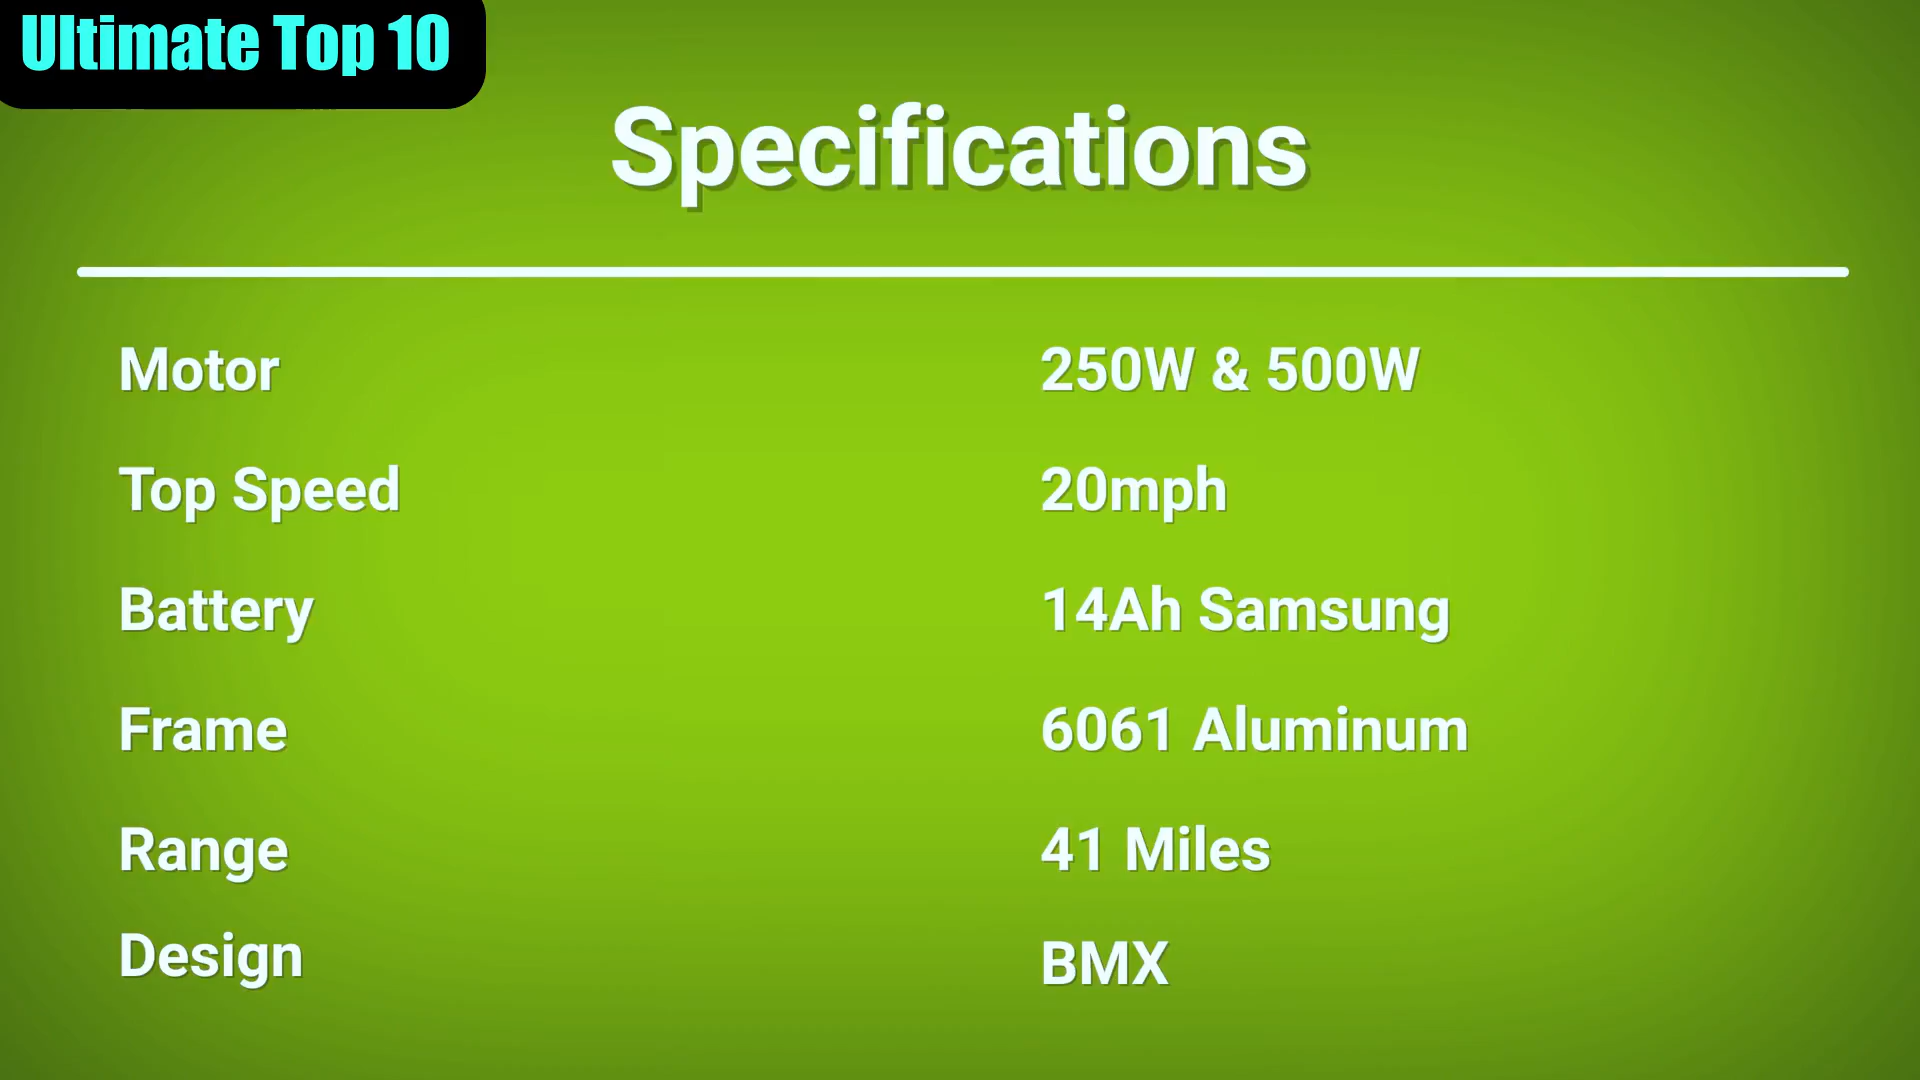 Ultimate Top 10
Specifications
Motor 250W & 500W
Top Speed 20mph
Battery 14Ah Samsung
Frame 6061 Aluminum
Range 41 Miles
Design BMX